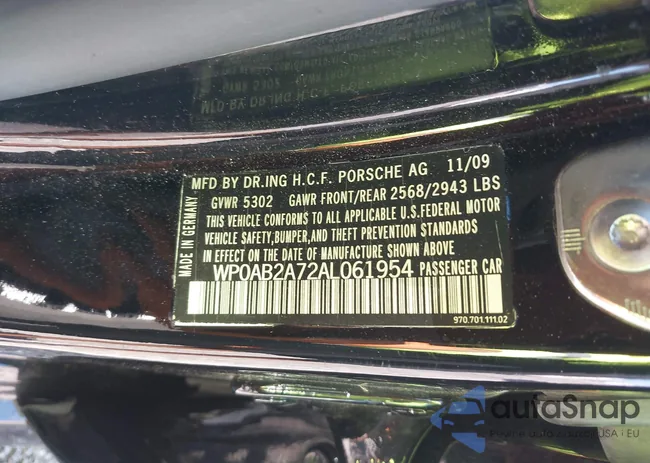 MFD BY DR.ING H.C.F. PORSCHE AG 11/09
GVWR 5302 GAWR FRONT/REAR 2568/2943 LBS
THIS VEHICLE CONFORMS TO ALL APPLICABLE U.S.FEDERAL MOTOR
VEHICLE SAFETY,BUMPER,AND THEFT PREVENTION STANDARDS
IN EFFECT ON THE DATE OF MANUFACTURE SHOWN ABOVE.
WP0AB2A72AL061954 PASSENGER CAR
MADE IN GERMANY
970.701.111.02
autoSnap